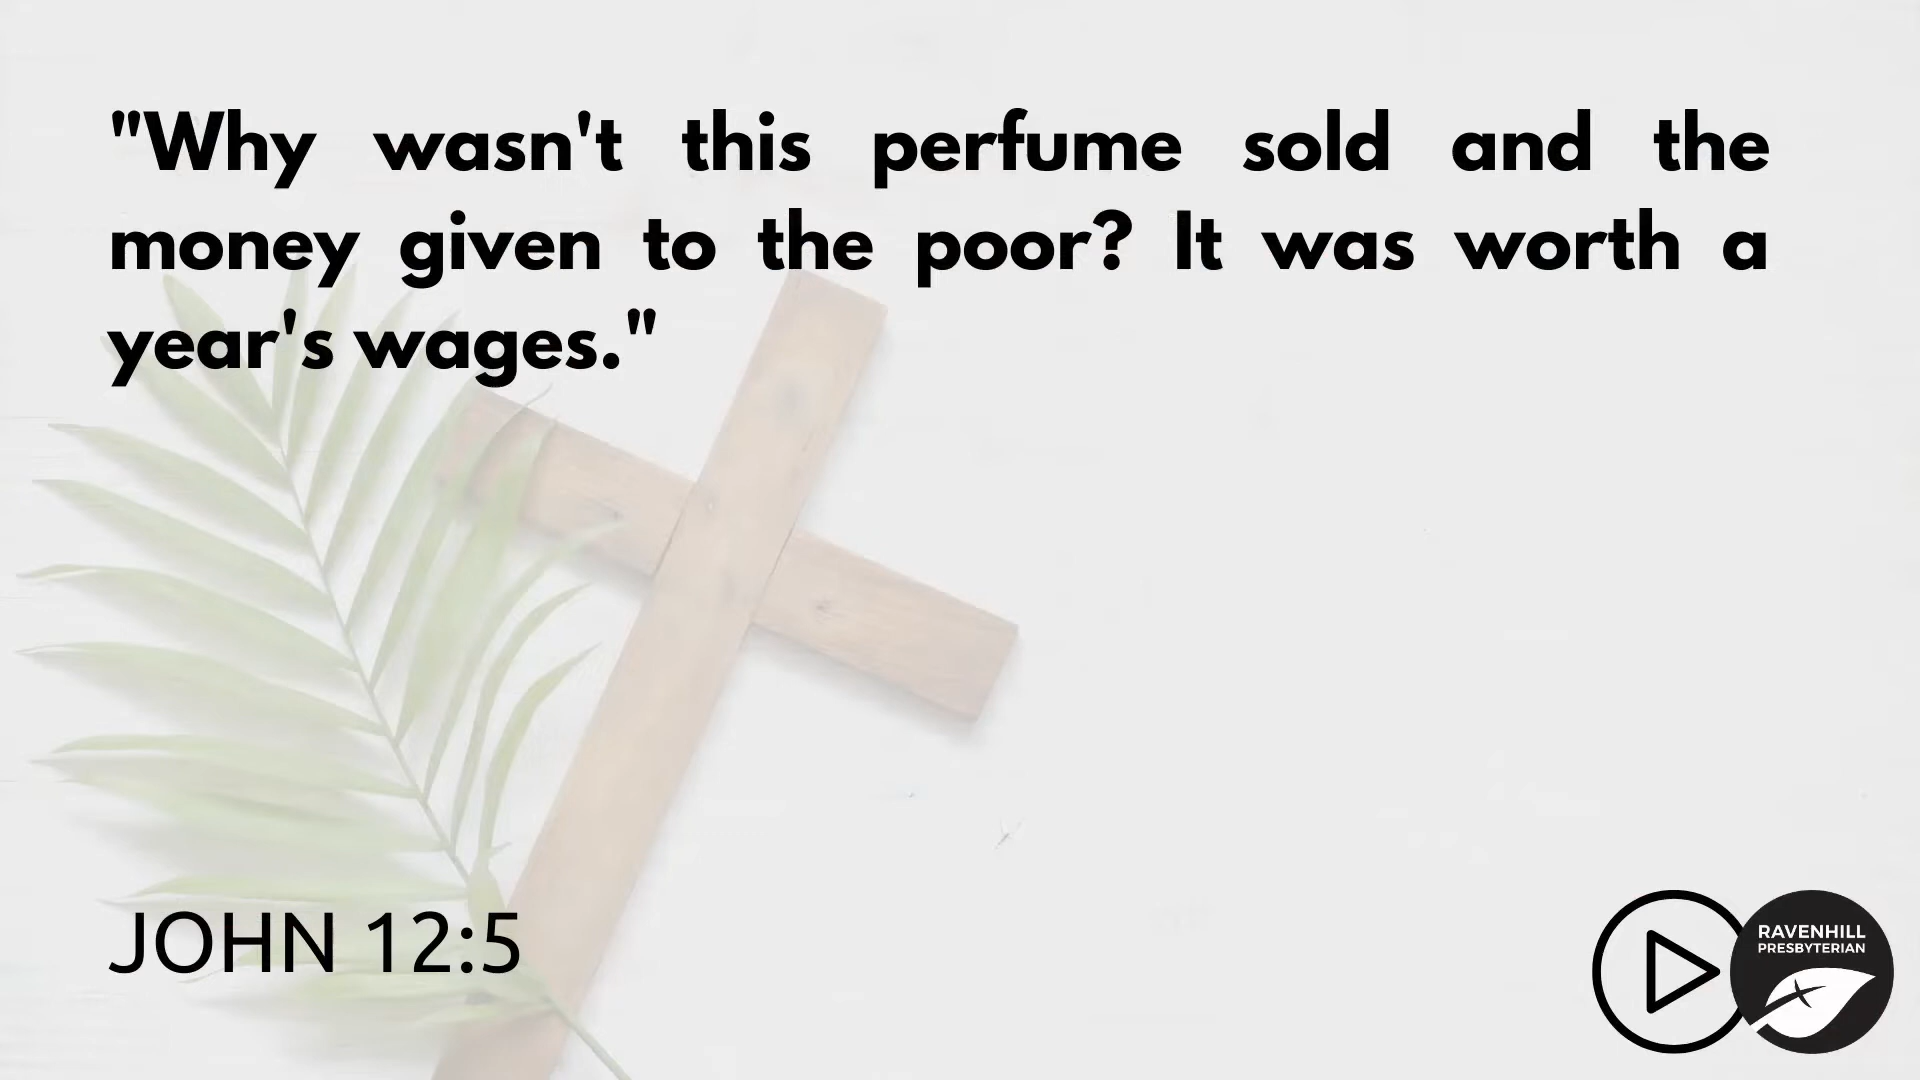 "Why wasn't this perfume sold and the
money given to the poor? It was worth a
year's wages."
JOHN 12:5
RAVENHILL
PRESBYTERIAN